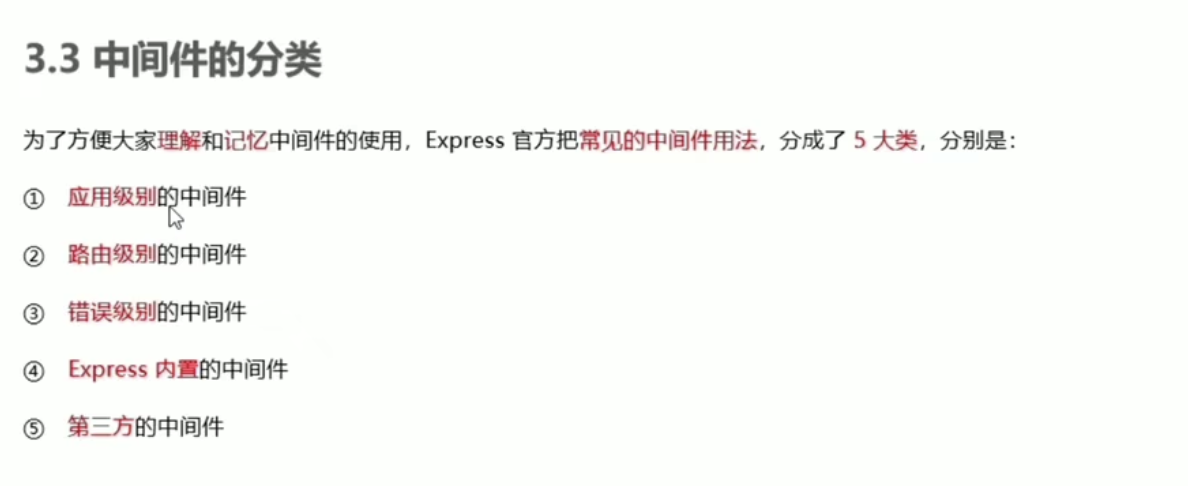 3.3 中间件的分类
为了方便大家理解和记忆中间件的使用，Express 官方把常见的中间件用法，分成了 5 大类，分别是：
① 应用级别的中间件
② 路由级别的中间件
③ 错误级别的中间件
④ Express 内置的中间件
⑤ 第三方的中间件